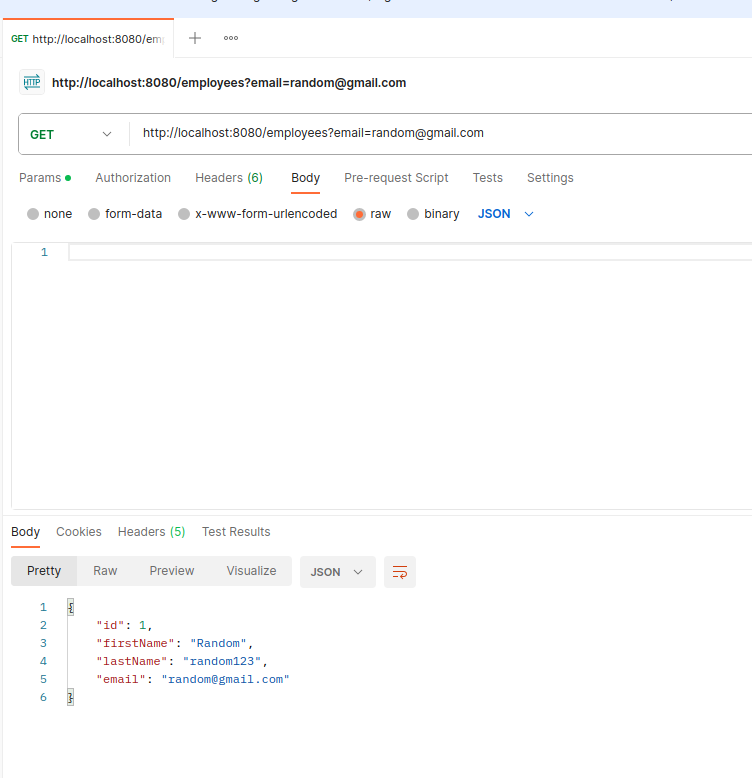 GET http://localhost:8080/em
HTTP http://localhost:8080/employees?email=random@gmail.com
GET http://localhost:8080/employees?email=random@gmail.com
Params Authorization Headers (6) Body Pre-request Script Tests Settings
none form-data x-www-form-urlencoded raw binary JSON
1
Body Cookies Headers (5) Test Results
Pretty Raw Preview Visualize JSON
1 {
2 "id": 1,
3 "firstName": "Random",
4 "lastName": "random123",
5 "email": "random@gmail.com"
6 }